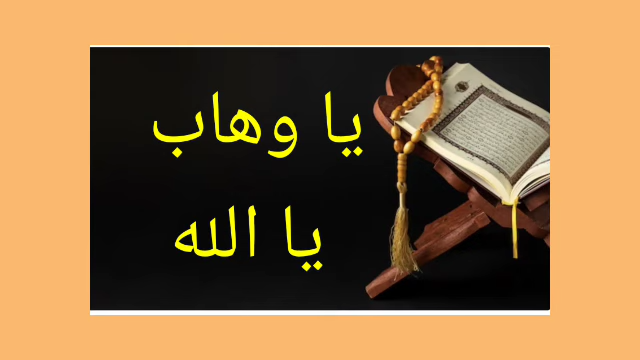 يا وهاب
يا الله